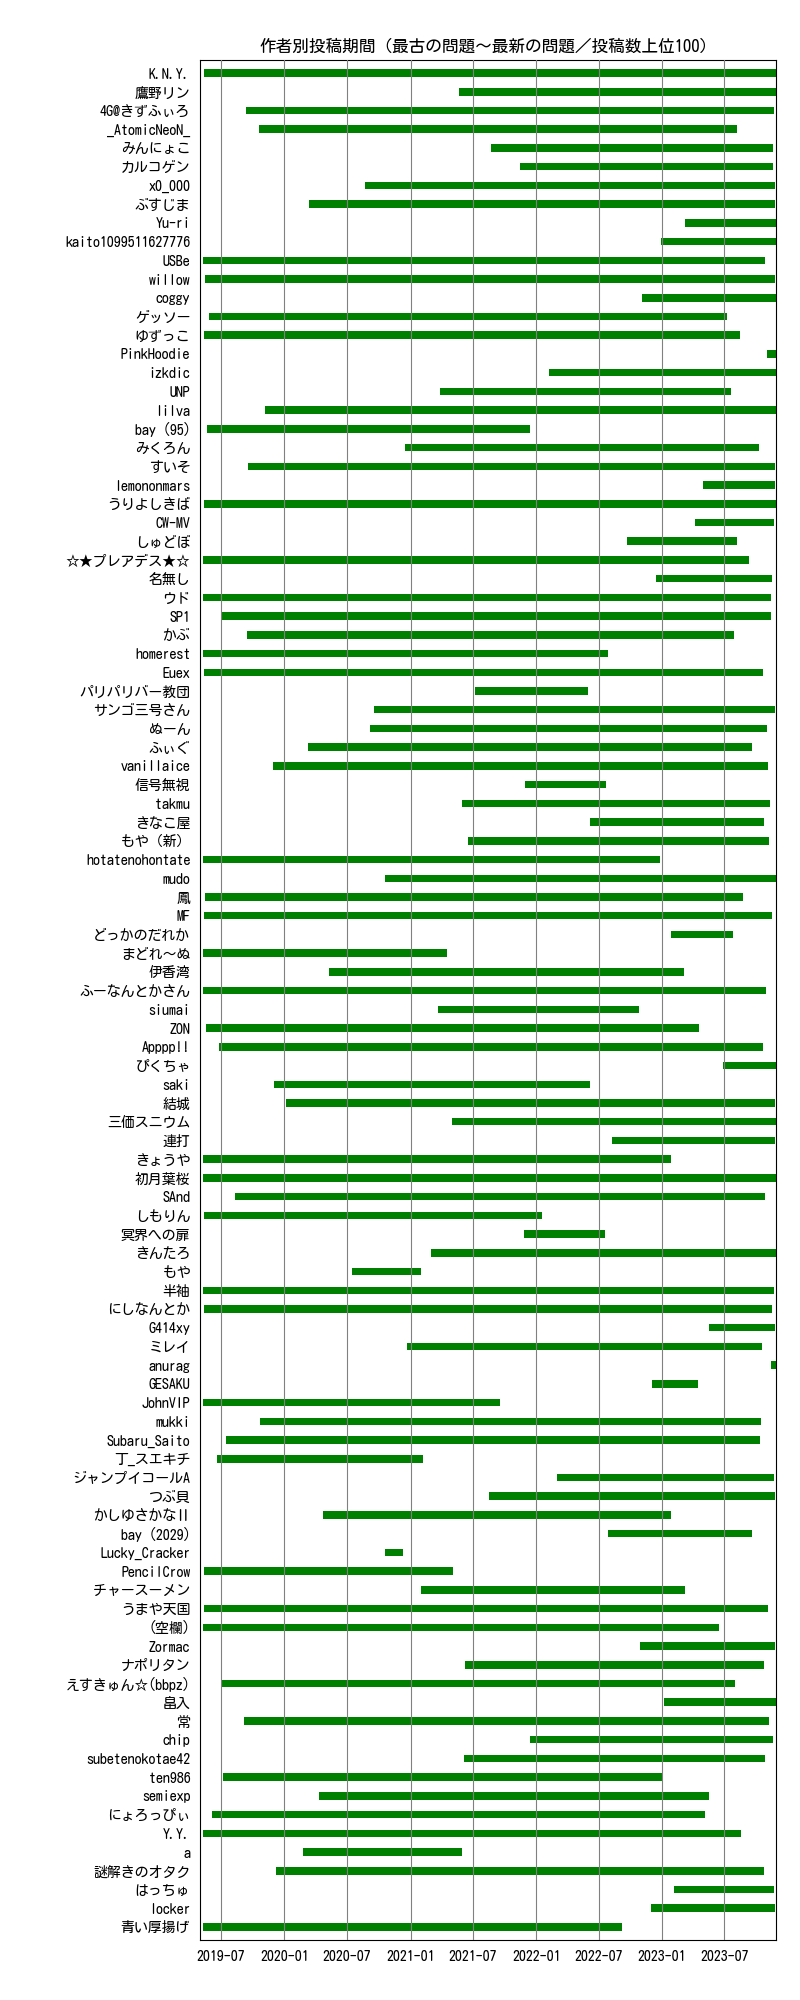 作者別投稿期間（最古の問題～最新の問題／投稿数上位100）
K.N.Y.
鷹野リン
4G@きずふぃろ
_AtomicNeoN_
みんにょこ
カルコゲン
x0_000
ぶすじま
Yu-ri
kaito1099511627776
USBe
willow
coggy
ゲッソー
ゆずっこ
PinkHoodie
izkdic
UNP
lilva
bay (95)
みくろん
すいそ
lemononmars
うりよしきば
CW-MV
しゅどぼ
☆★プレアデス★☆
名無し
ウド
SP1
かぶ
homerest
Euex
パリパリバー教団
サンゴ三号さん
ぬーん
ふぃぐ
vanillaice
信号無視
takmu
きなこ屋
もや（新）
hotatenohontate
mudo
鳳
MF
どっかのだれか
まどれ～ぬ
伊香湾
ふーなんとかさん
siumai
ZON
Appppll
ぴくちゃ
saki
結城
三価スニウム
連打
きょうや
初月葉桜
SAnd
しもりん
冥界への扉
きんたろ
もや
半袖
にしなんとか
G414xy
ミレイ
anurag
GESAKU
JohnVIP
mukki
Subaru_Saito
丁_スエキチ
ジャンプイコールA
つぶ貝
かしゆさかなⅡ
bay (2029)
Lucky_Cracker
PencilCrow
チャースーメン
うまや天国
(空欄)
Zormac
ナポリタン
えすきゅん☆(bbpz)
畠入
常
chip
subetenokotae42
ten986
semiexp
にょろっぴぃ
Y.Y.
a
謎解きのオタク
はっちゅ
locker
青い厚揚げ
2019-07 2020-01 2020-07 2021-01 2021-07 2022-01 2022-07 2023-01 2023-07